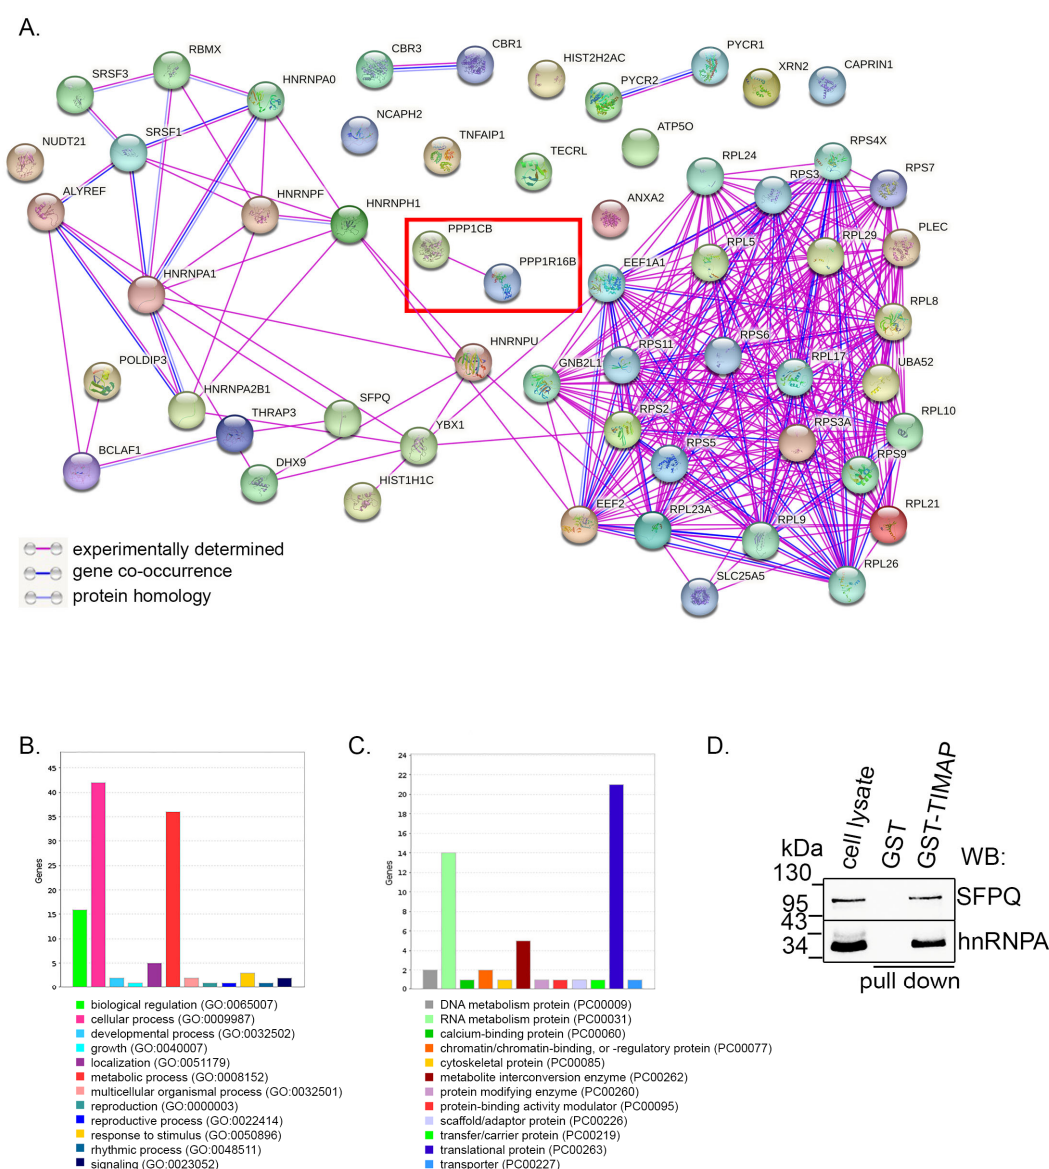 A.
RBMX
CBR3
CBR1
PYCR1
SRSF3
HNRNPA0
HIST2H2AC
PYCR2
XRN2
CAPRIN1
NCAPH2
NUDT21
SRSF1
TNFAIP1
ATP5O
TECRL
RPL24
RPS3
RPS4X
RPS7
ALYREF
HNRNPF
HNRNPH1
ANXA2
PPP1CB
PPP1R16B
EEF1A1
RPL5
RPL29
PLEC
HNRNPA1
RPL8
POLDIP3
HNRNPU
GNB2L1
RPS11
RPS6
RPL17
UBA52
HNRNPA2B1
THRAP3
SFPQ
YBX1
RPS2
RPS3A
RPL10
BCLAF1
DHX9
HIST1H1C
RPS5
RPS9
EEF2
RPL23A
RPL9
RPL21
SLC25A5
RPL26
experimentally determined
gene co-occurrence
protein homology
B.
45
40
35
30
25
20
15
10
5
0
Genes
biological regulation (GO:0065007)
cellular process (GO:0009987)
developmental process (GO:0032502)
growth (GO:0040007)
localization (GO:0051179)
metabolic process (GO:0008152)
multicellular organismal process (GO:0032501)
reproduction (GO:0000003)
reproductive process (GO:0022414)
response to stimulus (GO:0050896)
rhythmic process (GO:0048511)
signaling (GO:0023052)
C.
24
22
20
18
16
14
12
10
8
6
4
2
0
Genes
DNA metabolism protein (PC00009)
RNA metabolism protein (PC00031)
calcium-binding protein (PC00060)
chromatin/chromatin-binding, or -regulatory protein (PC00077)
cytoskeletal protein (PC00085)
metabolite interconversion enzyme (PC00262)
protein modifying enzyme (PC00260)
protein-binding activity modulator (PC00095)
scaffold/adaptor protein (PC00226)
transfer/carrier protein (PC00219)
translational protein (PC00263)
transporter (PC00227)
D.
cell lysate
GST
GST-TIMAP
kDa
WB:
130
95
SFPQ
43
34
hnRNPA
pull down